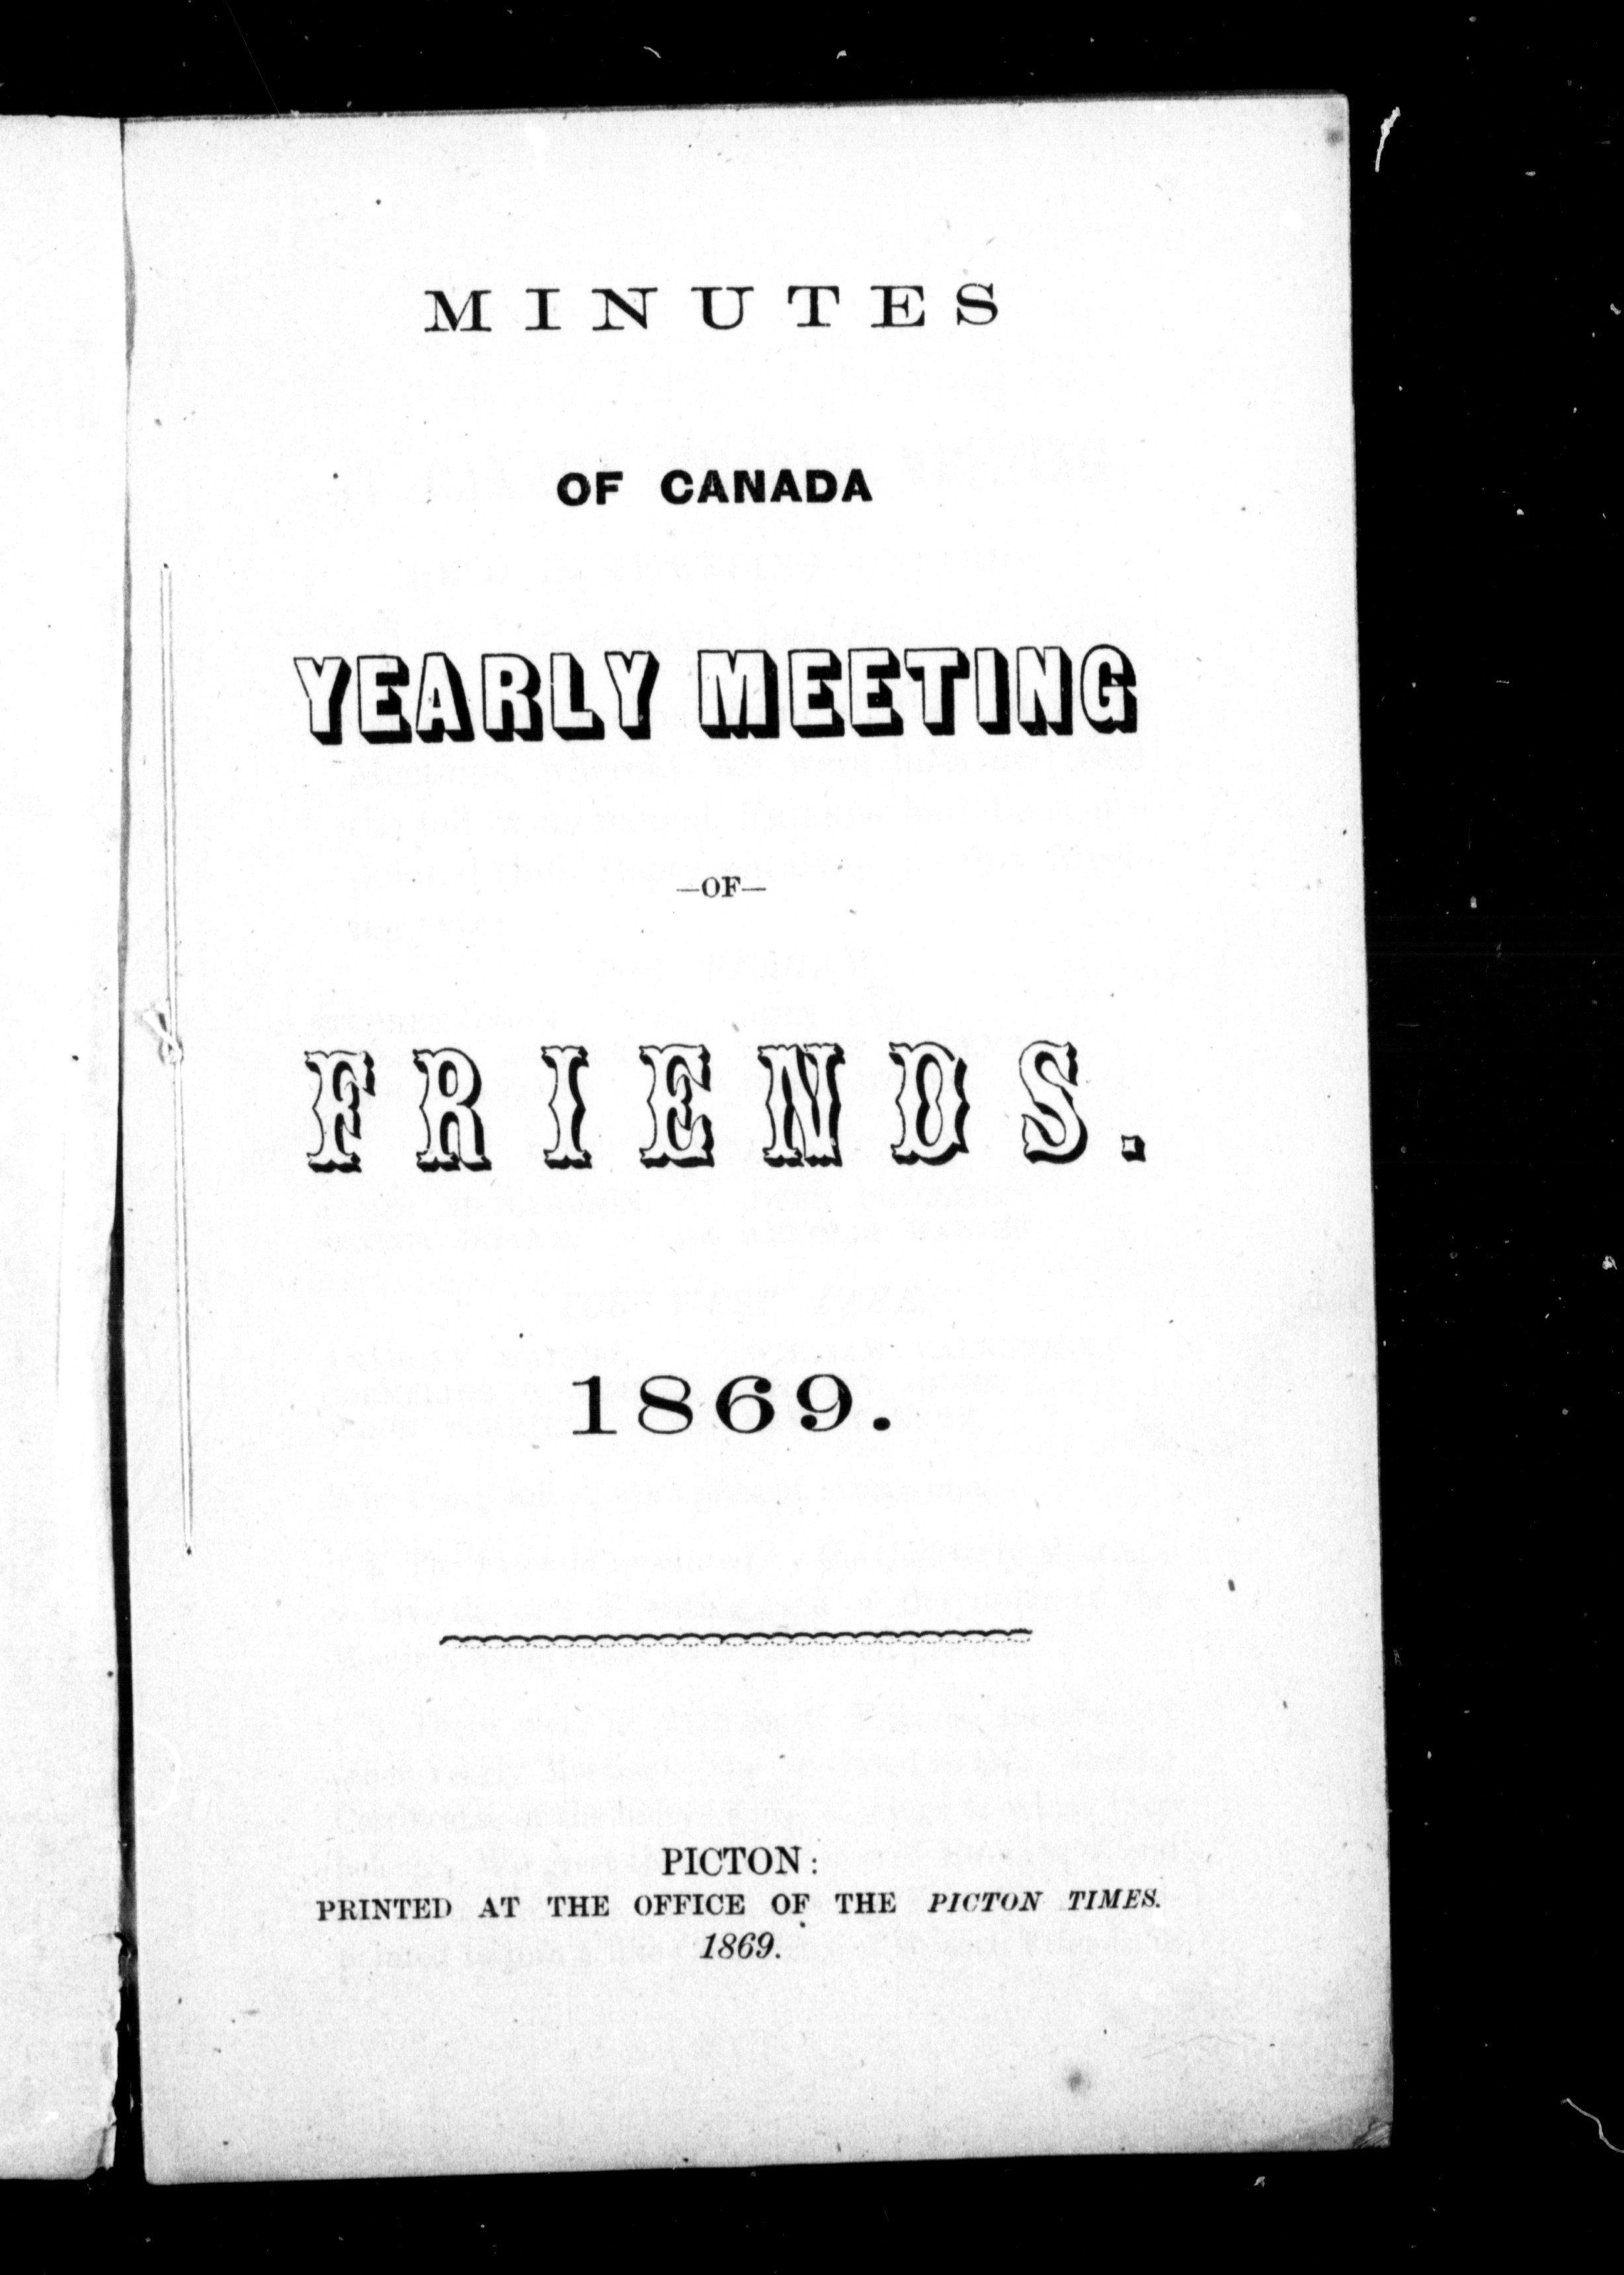 MINUTES
OF CANADA
YEARLY MEETING
—OF—
FRIENDS.
1869.
PICTON:
PRINTED AT THE OFFICE OF THE PICTON TIMES.
1869.